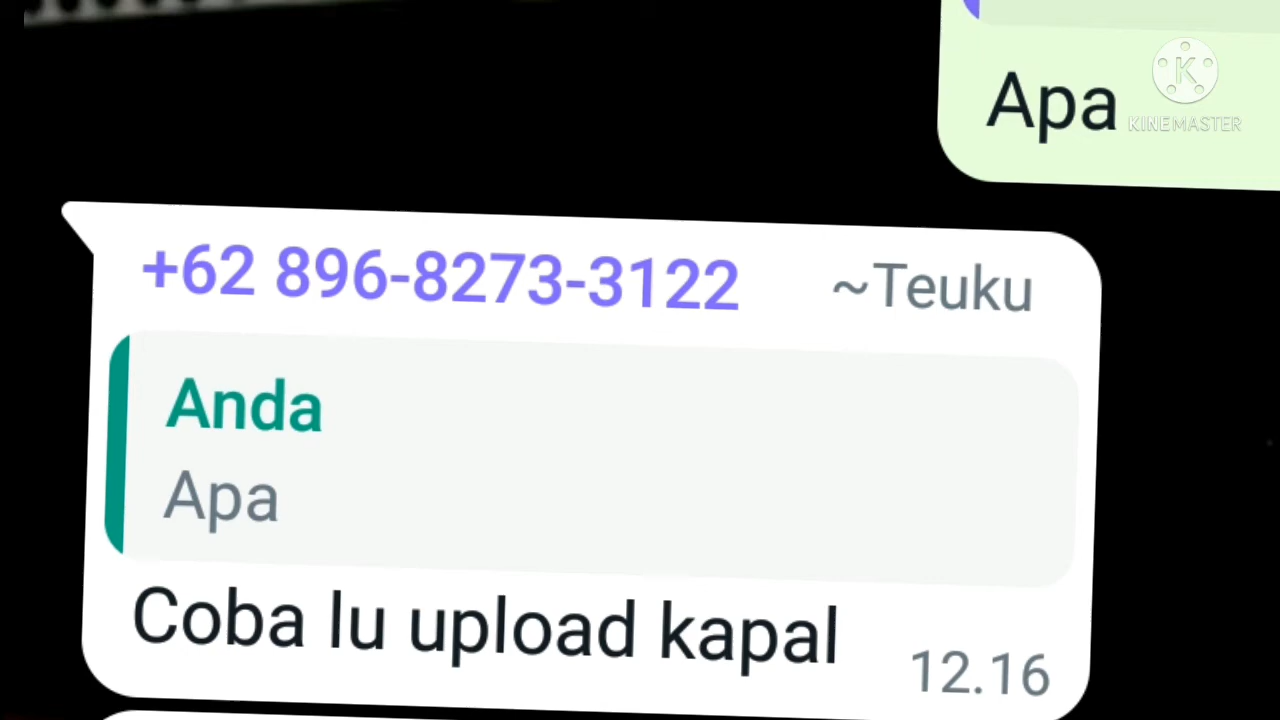 Apa
KINEMASTER
+62 896-8273-3122 ~Teuku
Anda
Apa
Coba lu upload kapal
12.16